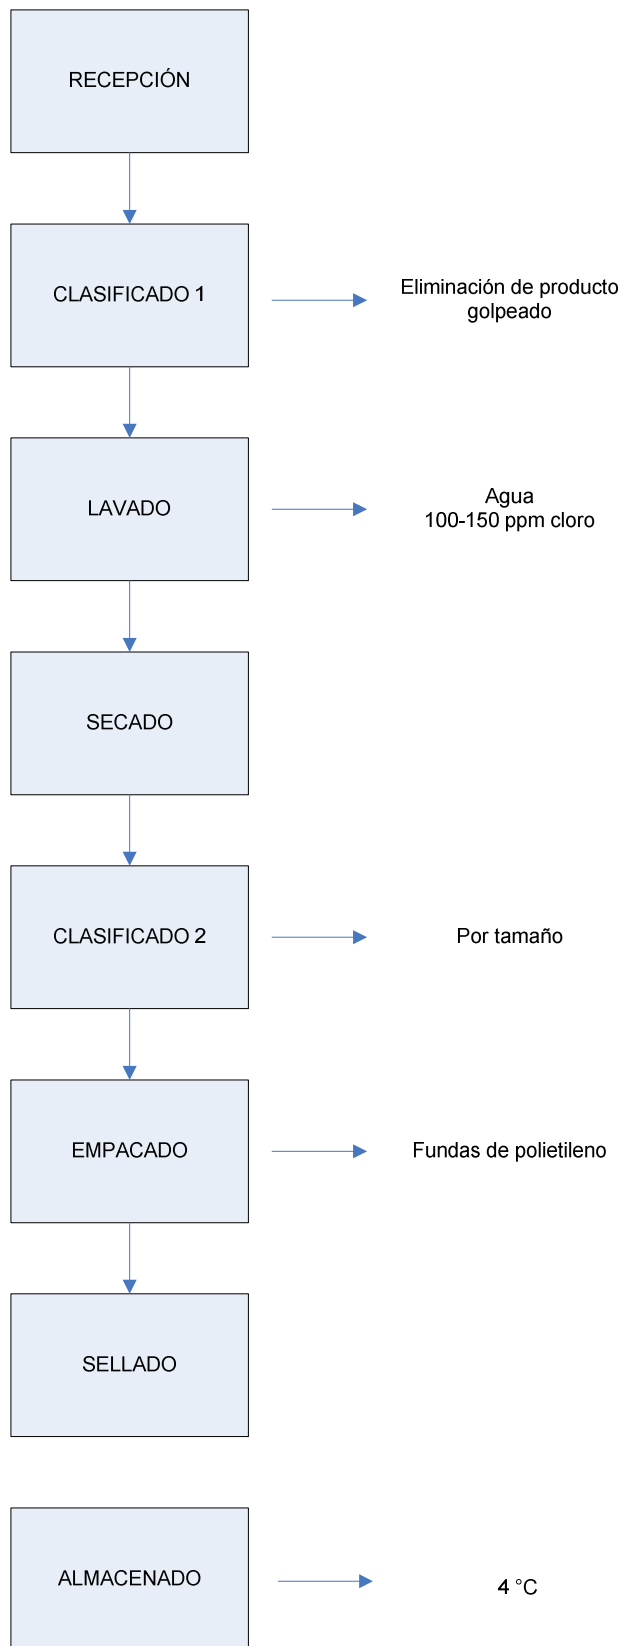 RECEPCIÓN
CLASIFICADO 1
Eliminación de producto
golpeado
LAVADO
Agua
100-150 ppm cloro
SECADO
CLASIFICADO 2
Por tamaño
EMPACADO
Fundas de polietileno
SELLADO
ALMACENADO
4 °C